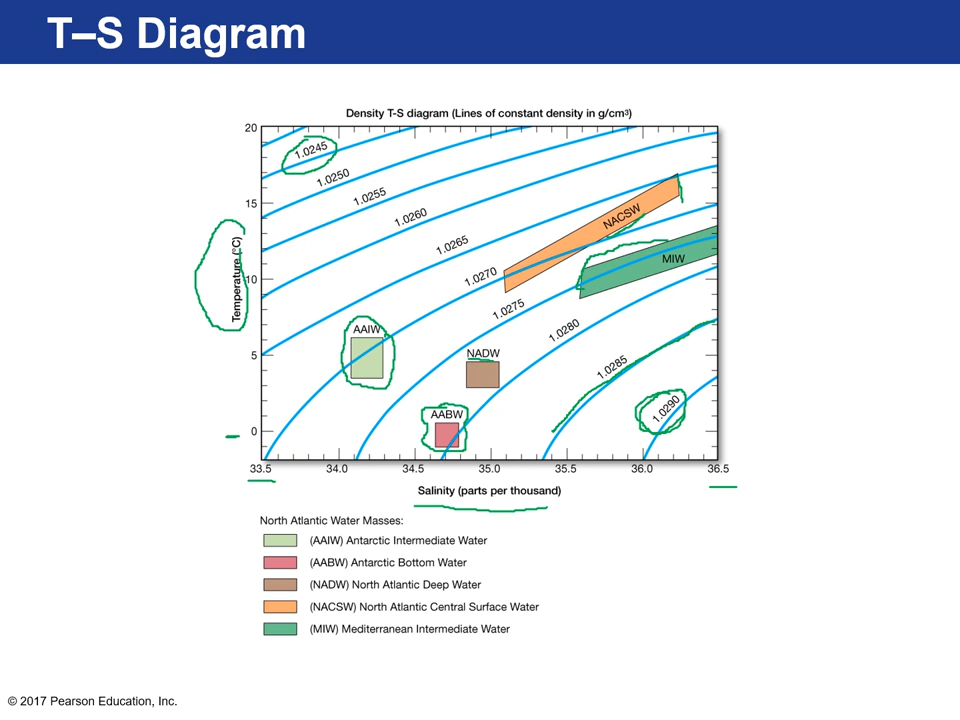 T–S Diagram
Density T-S diagram (Lines of constant density in g/cm³)
20
15
10
5
0
Temperature (°C)
1.0245
1.0250
1.0255
1.0260
1.0265
1.0270
1.0275
1.0280
1.0285
1.0290
NACSW
MIW
AAIW
NADW
AABW
33.5 34.0 34.5 35.0 35.5 36.0 36.5
Salinity (parts per thousand)
North Atlantic Water Masses:
(AAIW) Antarctic Intermediate Water
(AABW) Antarctic Bottom Water
(NADW) North Atlantic Deep Water
(NACSW) North Atlantic Central Surface Water
(MIW) Mediterranean Intermediate Water
© 2017 Pearson Education, Inc.